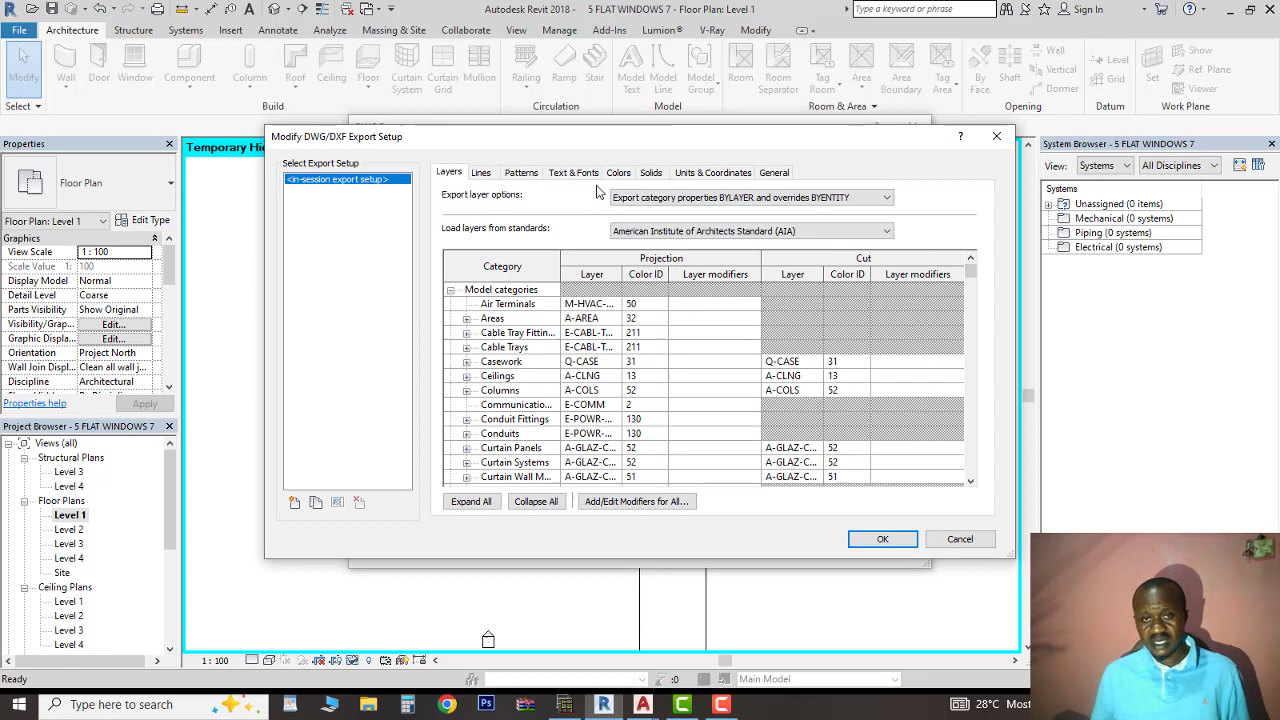 Autodesk Revit 2018 - 5 FLAT WINDOWS 7 - Floor Plan: Level 1
Type a keyword or phrase
Sign In
File Architecture Structure Systems Insert Annotate Analyze Massing & Site Collaborate View Manage Add-Ins Lumion® V-Ray Modify
Modify Wall Door Window Component Column Roof Ceiling Floor Curtain System Curtain Grid Mullion Railing Ramp Stair Model Text Model Line Model Group Room Room Separator Tag Room Area Area Boundary Tag Area By Face Shaft Wall Vertical Dormer Level Grid Set Show Ref Plane Viewer
Select Build Circulation Model Room & Area Opening Datum Work Plane
Properties
Floor Plan
Floor Plan: Level 1 Edit Type
Graphics
View Scale 1 : 100
Scale Value 1: 100
Display Model Normal
Detail Level Coarse
Parts Visibility Show Original
Visibility/Grap... Edit...
Graphic Displa... Edit...
Orientation Project North
Wall Join Displ... Clean all wall j...
Discipline Architectural
Properties help Apply
Project Browser - 5 FLAT WINDOWS 7
Views (all)
Structural Plans
Level 3
Level 4
Floor Plans
Level 1
Level 2
Level 3
Level 4
Site
Ceiling Plans
Level 1
Level 2
Level 3
Level 4
Temporary Hi
Modify DWG/DXF Export Setup
Select Export Setup
<in-session export setup>
Layers Lines Patterns Text & Fonts Colors Solids Units & Coordinates General
Export layer options: Export category properties BYLAYER and overrides BYENTITY
Load layers from standards: American Institute of Architects Standard (AIA)
Category Projection Cut
Layer Color ID Layer modifiers Layer Color ID Layer modifiers
Model categories
Air Terminals M-HVAC-... 50
Areas A-AREA 32
Cable Tray Fittin... E-CABL-T... 211
Cable Trays E-CABL-T... 211
Casework Q-CASE 31 Q-CASE 31
Ceilings A-CLNG 13 A-CLNG 13
Columns A-COLS 52 A-COLS 52
Communicatio... E-COMM 2
Conduit Fittings E-POWR-... 130
Conduits E-POWR-... 130
Curtain Panels A-GLAZ-C... 52 A-GLAZ-C... 52
Curtain Systems A-GLAZ-C... 52 A-GLAZ-C... 52
Curtain Wall M... A-GLAZ-C... 51 A-GLAZ-C... 51
Expand All Collapse All Add/Edit Modifiers for All...
OK Cancel
System Browser - 5 FLAT WINDOWS 7
View: Systems All Disciplines
Systems
Unassigned (0 items)
Mechanical (0 systems)
Piping (0 systems)
Electrical (0 systems)
1 : 100
Ready
:0 Main Model
Type here to search
28°C Most